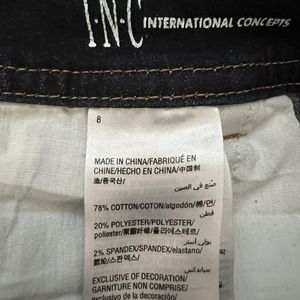 I·N·C INTERNATIONAL CONCEPTS
8
MADE IN CHINA/FABRIQUÉ EN
CHINE/HECHO EN CHINA/中国制
造/중국산/
صنع في الصين
78% COTTON/COTON/algodón/棉/면/
قطن
20% POLYESTER/POLYESTER/
poliéster/聚酯纤维/폴리에스테르/
بولي أستر
2% SPANDEX/SPANDEX/elastano/
氨纶/스판덱스/
سباندكس
EXCLUSIVE OF DECORATION/
GARNITURE NON COMPRISE/
exclusivo de la decoración/